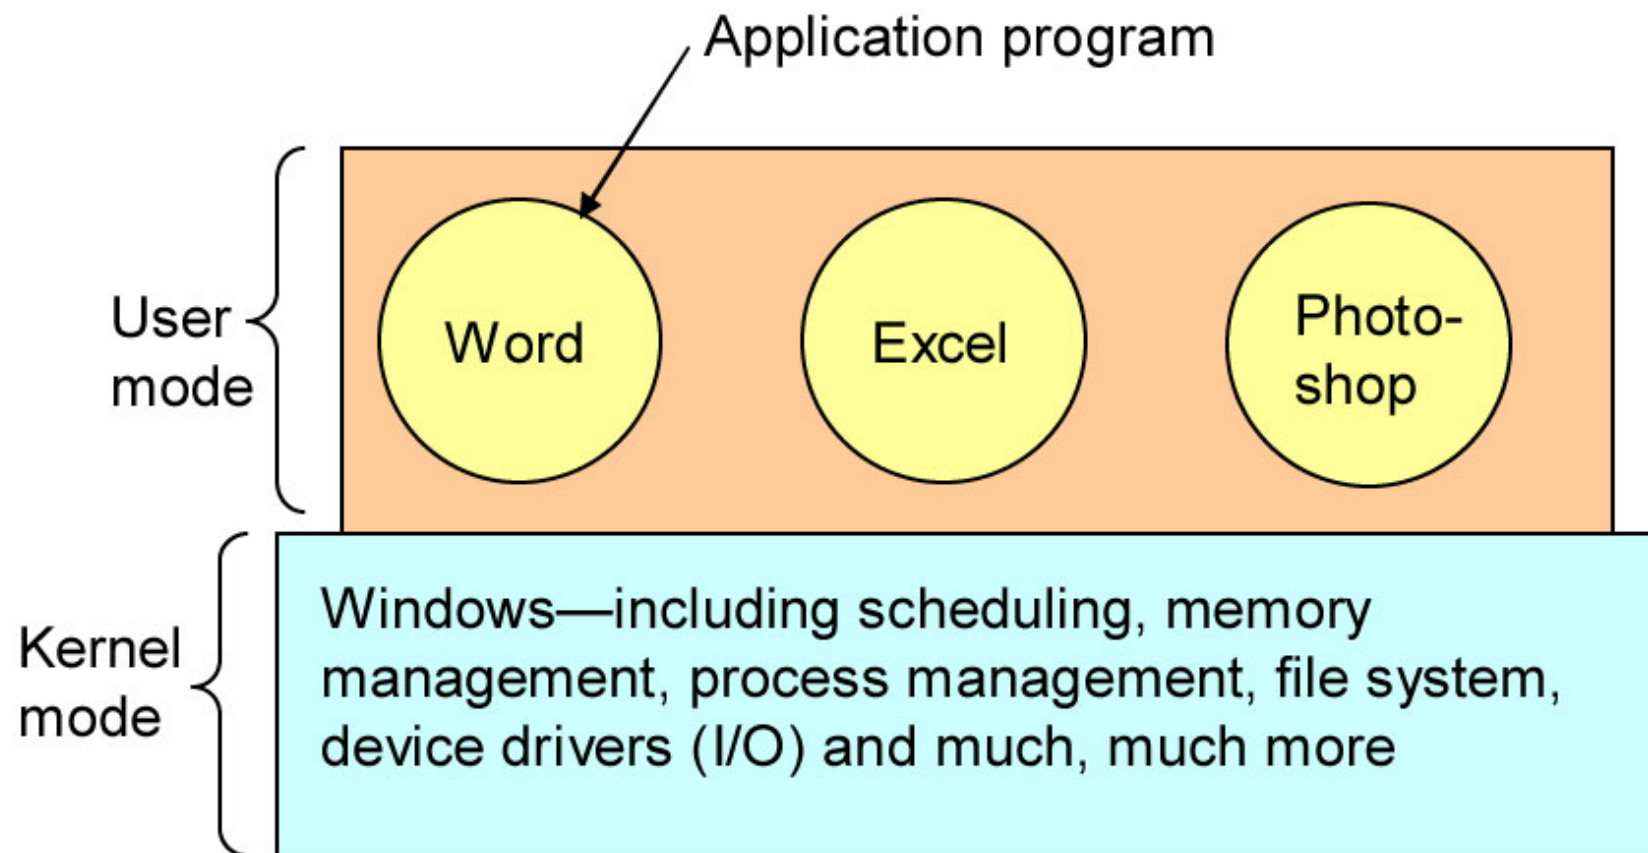 Application program
User
mode
Word
Excel
Photo-
shop
Kernel
mode
Windows—including scheduling, memory
management, process management, file system,
device drivers (I/O) and much, much more